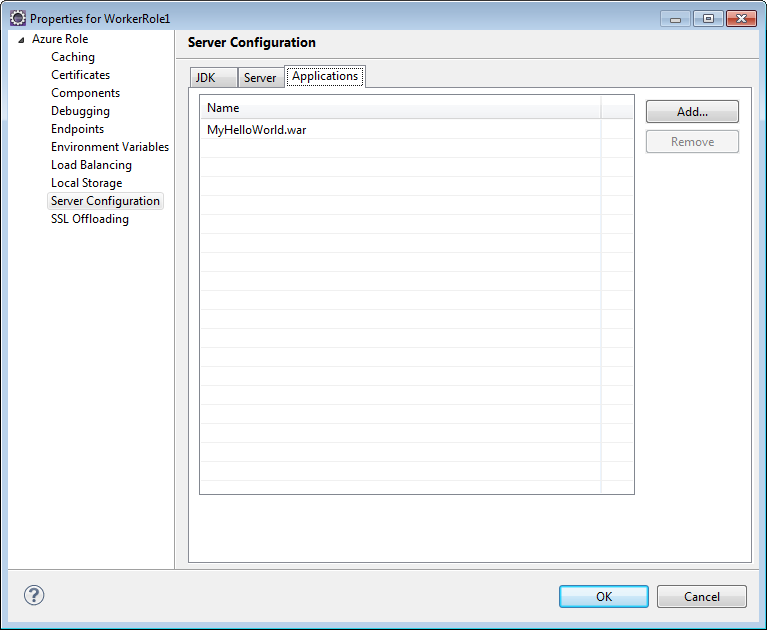 Properties for WorkerRole1
Azure Role
Caching
Certificates
Components
Debugging
Endpoints
Environment Variables
Load Balancing
Local Storage
Server Configuration
SSL Offloading
Server Configuration
JDK Server Applications
Name
MyHelloWorld.war
Add...
Remove
?
OK Cancel